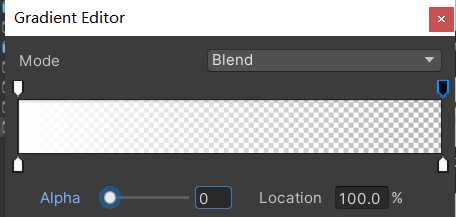 Gradient Editor
Mode Blend
Alpha 0 Location 100.0 %